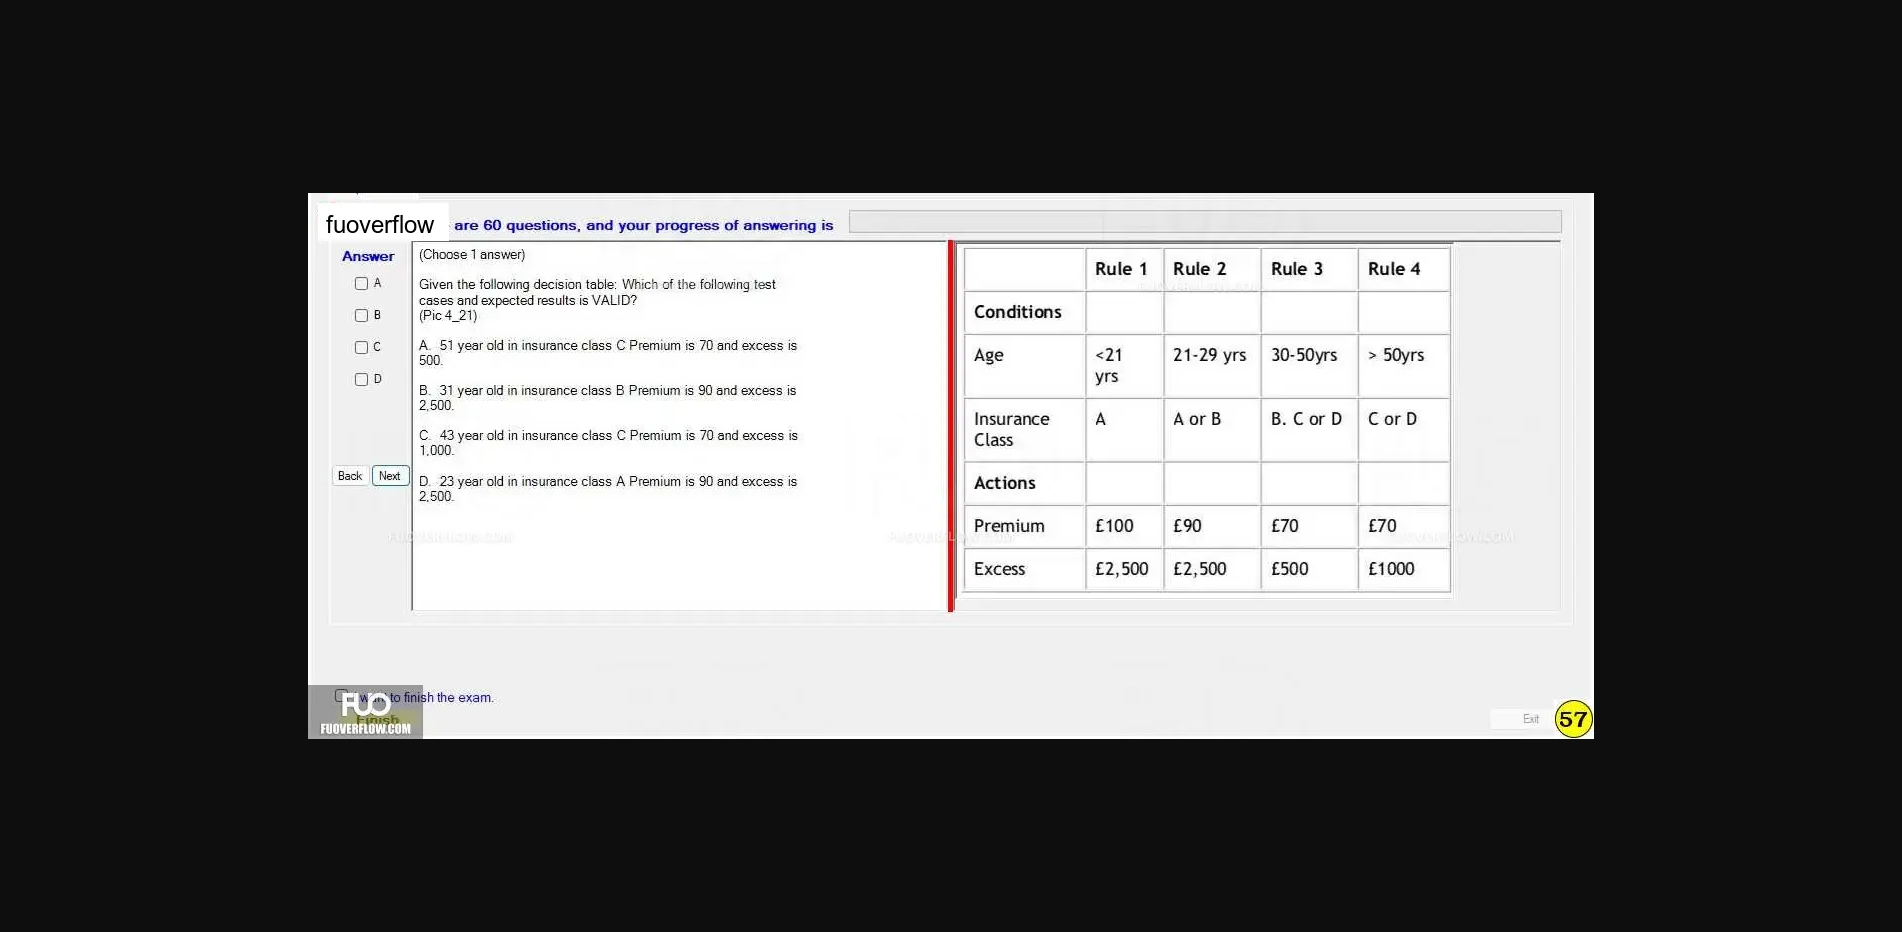 fuoverflow are 60 questions, and your progress of answering is
Answer
A
B
C
D
Back Next
(Choose 1 answer)
Given the following decision table: Which of the following test
cases and expected results is VALID?
(Pic 4_21)
A. 51 year old in insurance class C Premium is 70 and excess is
500.
B. 31 year old in insurance class B Premium is 90 and excess is
2,500.
C. 43 year old in insurance class C Premium is 70 and excess is
1,000.
D. 23 year old in insurance class A Premium is 90 and excess is
2,500.
Rule 1 Rule 2 Rule 3 Rule 4
Conditions
Age <21 yrs 21-29 yrs 30-50yrs > 50yrs
Insurance Class A A or B B. C or D C or D
Actions
Premium £100 £90 £70 £70
Excess £2,500 £2,500 £500 £1000
FUOVERFLOW.COM
want to finish the exam.
Finish
FUO
FUOVERFLOW.COM
Exit 57